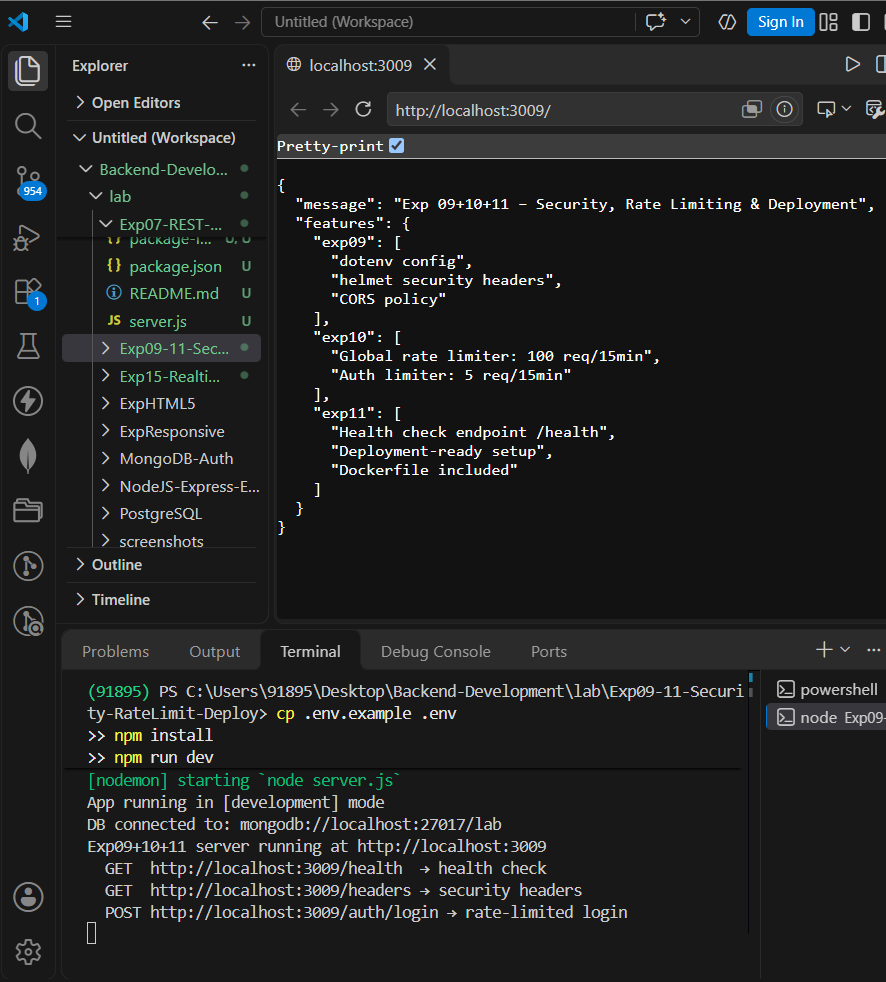 Untitled (Workspace)
Sign In
Explorer
Open Editors
Untitled (Workspace)
Backend-Develo...
lab
Exp07-REST-...
package-l... U, U
package.json U
README.md U
JS server.js U
Exp09-11-Sec...
Exp15-Realti...
ExpHTML5
ExpResponsive
MongoDB-Auth
NodeJS-Express-E...
PostgreSQL
screenshots
Outline
Timeline
954
1
localhost:3009
http://localhost:3009/
Pretty-print
{
"message": "Exp 09+10+11 – Security, Rate Limiting & Deployment",
"features": {
"exp09": [
"dotenv config",
"helmet security headers",
"CORS policy"
],
"exp10": [
"Global rate limiter: 100 req/15min",
"Auth limiter: 5 req/15min"
],
"exp11": [
"Health check endpoint /health",
"Deployment-ready setup",
"Dockerfile included"
]
}
}
Problems Output Terminal Debug Console Ports
(91895) PS C:\Users\91895\Desktop\Backend-Development\lab\Exp09-11-Securi
ty-RateLimit-Deploy> cp .env.example .env
>> npm install
>> npm run dev
[nodemon] starting `node server.js`
App running in [development] mode
DB connected to: mongodb://localhost:27017/lab
Exp09+10+11 server running at http://localhost:3009
GET http://localhost:3009/health → health check
GET http://localhost:3009/headers → security headers
POST http://localhost:3009/auth/login → rate-limited login
powershell
node Exp09-